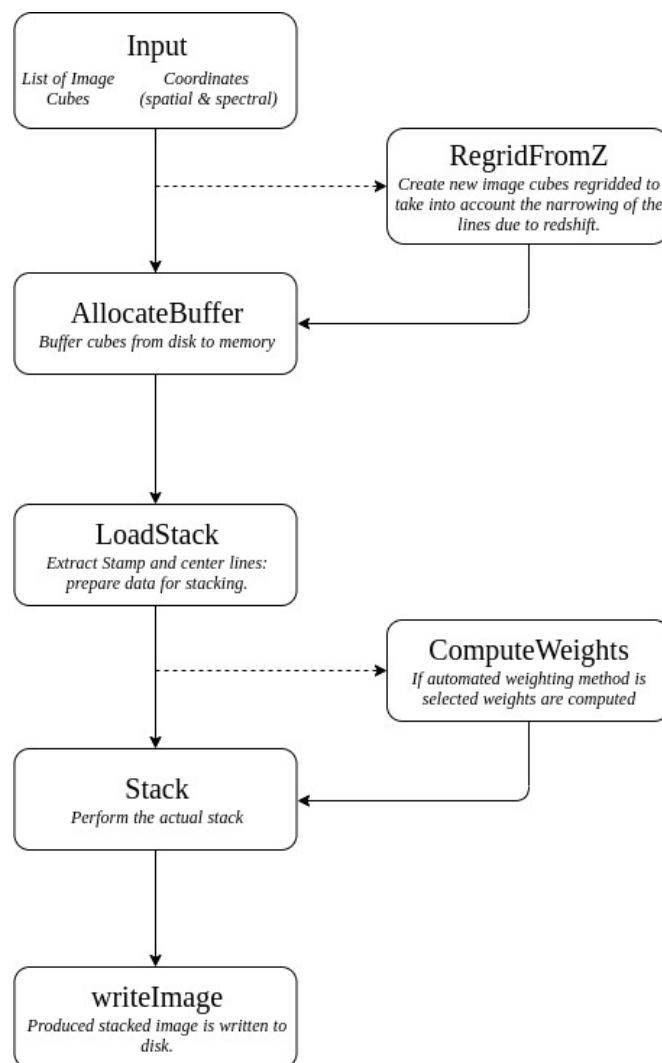 Input
List of Image
Cubes
Coordinates
(spatial & spectral)
RegridFromZ
Create new image cubes regridded to
take into account the narrowing of the
lines due to redshift.
AllocateBuffer
Buffer cubes from disk to memory
LoadStack
Extract Stamp and center lines:
prepare data for stacking.
ComputeWeights
If automated weighting method is
selected weights are computed
Stack
Perform the actual stack
writeImage
Produced stacked image is written to
disk.